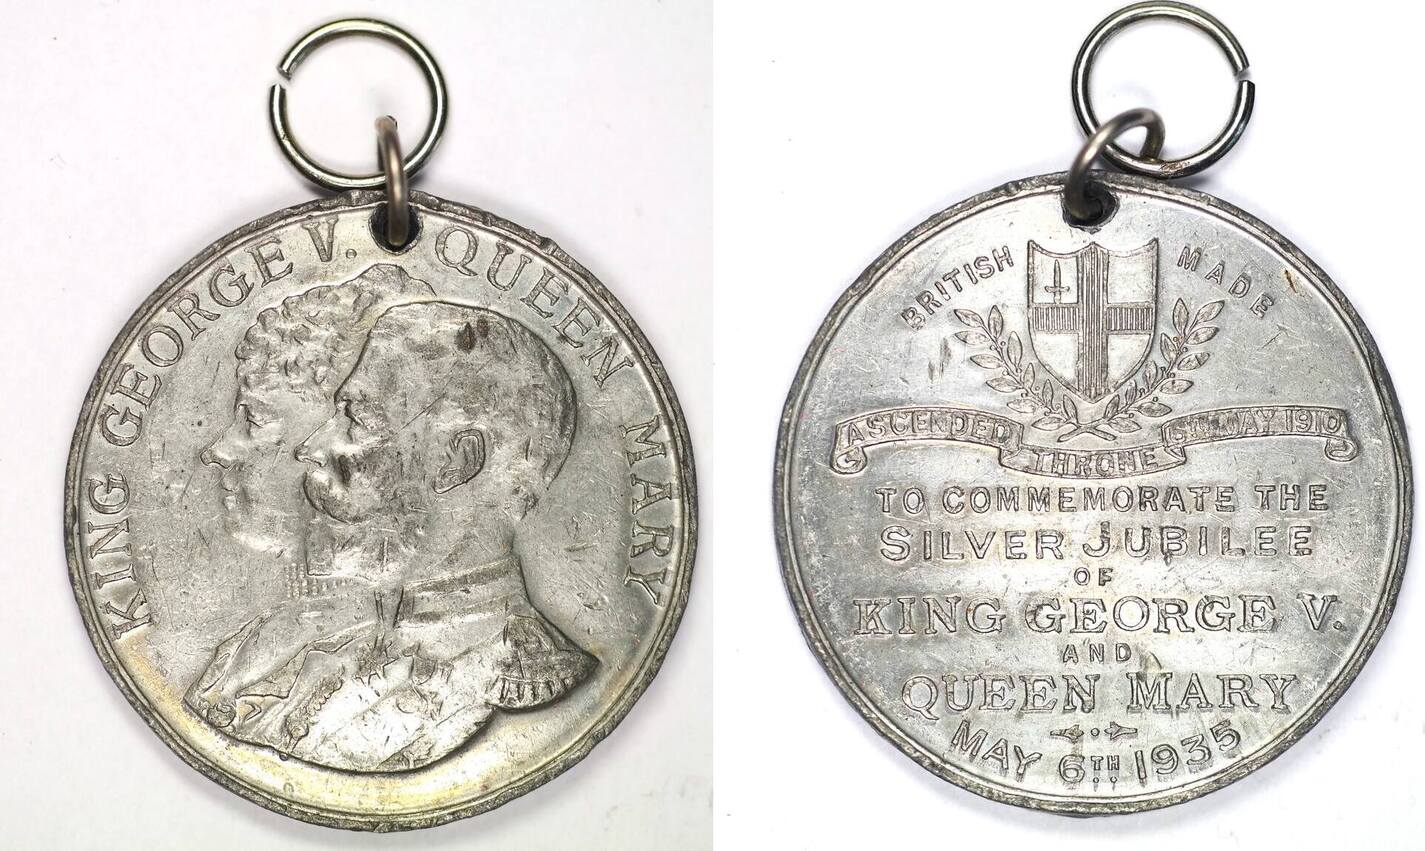 KING GEORGE V. QUEEN MARY
BRITISH MADE
ASCENDED THRONE 6TH MAY 1910
TO COMMEMORATE THE
SILVER JUBILEE
OF
KING GEORGE V.
AND
QUEEN MARY
MAY 6TH 1935